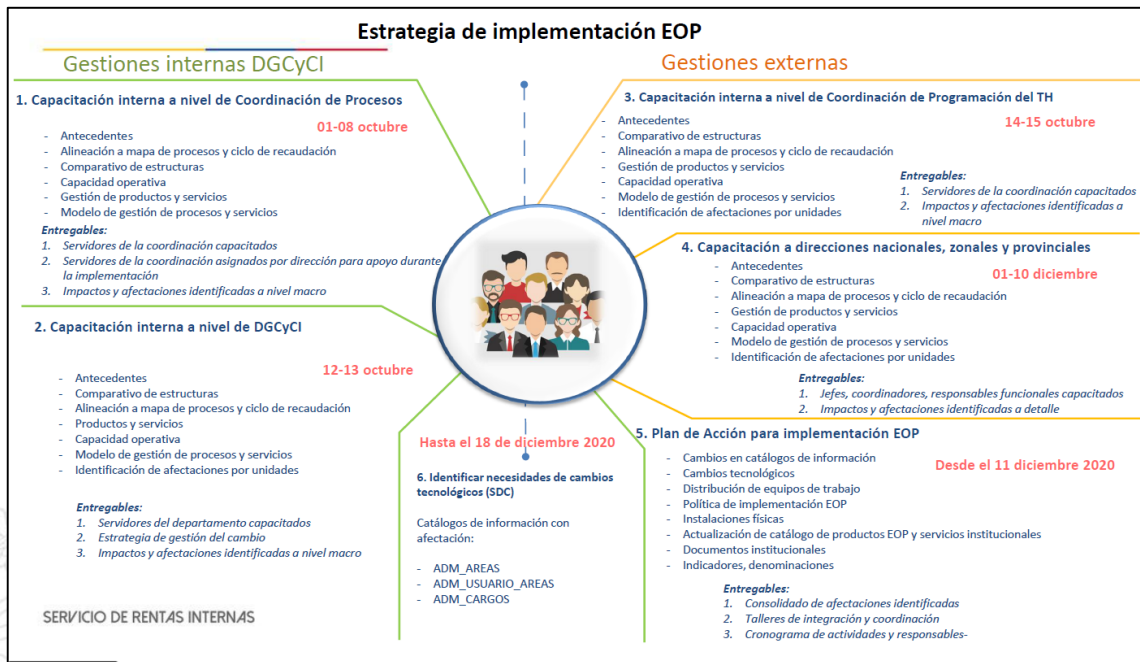 Estrategia de implementación EOP
Gestiones internas DGCyCI
1. Capacitación interna a nivel de Coordinación de Procesos
01-08 octubre
- Antecedentes
- Alineación a mapa de procesos y ciclo de recaudación
- Comparativo de estructuras
- Capacidad operativa
- Gestión de productos y servicios
- Modelo de gestión de procesos y servicios
Entregables:
1. Servidores de la coordinación capacitados
2. Servidores de la coordinación asignados por dirección para apoyo durante
la implementación
3. Impactos y afectaciones identificadas a nivel macro
2. Capacitación interna a nivel de DGCyCI
12-13 octubre
- Antecedentes
- Comparativo de estructuras
- Alineación a mapa de procesos y ciclo de recaudación
- Productos y servicios
- Capacidad operativa
- Modelo de gestión de procesos y servicios
- Identificación de afectaciones por unidades
Entregables:
1. Servidores del departamento capacitados
2. Estrategia de gestión del cambio
3. Impactos y afectaciones identificadas a nivel macro
Gestiones externas
3. Capacitación interna a nivel de Coordinación de Programación del TH
14-15 octubre
- Antecedentes
- Comparativo de estructuras
- Alineación a mapa de procesos y ciclo de recaudación
- Gestión de productos y servicios
- Capacidad operativa
- Modelo de gestión de procesos y servicios
- Identificación de afectaciones por unidades
Entregables:
1. Servidores de la coordinación capacitados
2. Impactos y afectaciones identificadas a
nivel macro
4. Capacitación a direcciones nacionales, zonales y provinciales
01-10 diciembre
- Antecedentes
- Comparativo de estructuras
- Alineación a mapa de procesos y ciclo de recaudación
- Gestión de productos y servicios
- Capacidad operativa
- Modelo de gestión de procesos y servicios
- Identificación de afectaciones por unidades
Entregables:
1. Jefes, coordinadores, responsables funcionales capacitados
2. Impactos y afectaciones identificadas a detalle
5. Plan de Acción para implementación EOP
Desde el 11 diciembre 2020
- Cambios en catálogos de información
- Cambios tecnológicos
- Distribución de equipos de trabajo
- Política de implementación EOP
- Instalaciones físicas
- Actualización de catálogo de productos EOP y servicios institucionales
- Documentos institucionales
- Indicadores, denominaciones
Entregables:
1. Consolidado de afectaciones identificadas
2. Talleres de integración y coordinación
3. Cronograma de actividades y responsables-
Hasta el 18 de diciembre 2020
6. Identificar necesidades de cambios
tecnológicos (SDC)
Catálogos de información con
afectación:
- ADM_AREAS
- ADM_USUARIO_AREAS
- ADM_CARGOS
SERVICIO DE RENTAS INTERNAS